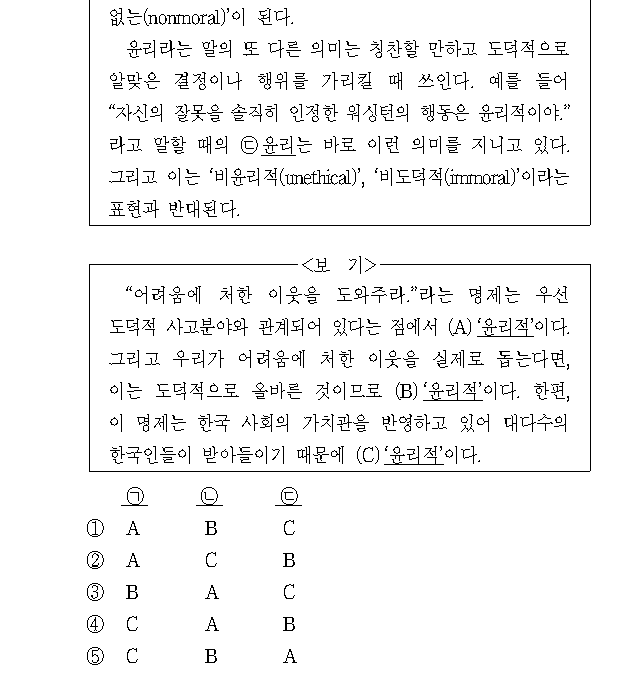 없는(nonmoral)’이 된다.
윤리라는 말의 또 다른 의미는 칭찬할 만하고 도덕적으로
알맞은 결정이나 행위를 가리킬 때 쓰인다. 예를 들어
“자신의 잘못을 솔직히 인정한 워싱턴의 행동은 윤리적이야.”
라고 말할 때의 ㉢윤리는 바로 이런 의미를 지니고 있다.
그리고 이는 ‘비윤리적(unethical)’, ‘비도덕적(immoral)’이라는
표현과 반대된다.
<보 기>
“어려움에 처한 이웃을 도와주라.”라는 명제는 우선
도덕적 사고분야와 관계되어 있다는 점에서 (A)‘윤리적’이다.
그리고 우리가 어려움에 처한 이웃을 실제로 돕는다면,
이는 도덕적으로 올바른 것이므로 (B)‘윤리적’이다. 한편,
이 명제는 한국 사회의 가치관을 반영하고 있어 대다수의
한국인들이 받아들이기 때문에 (C)‘윤리적’이다.
㉠ ㉡ ㉢
① A B C
② A C B
③ B A C
④ C A B
⑤ C B A